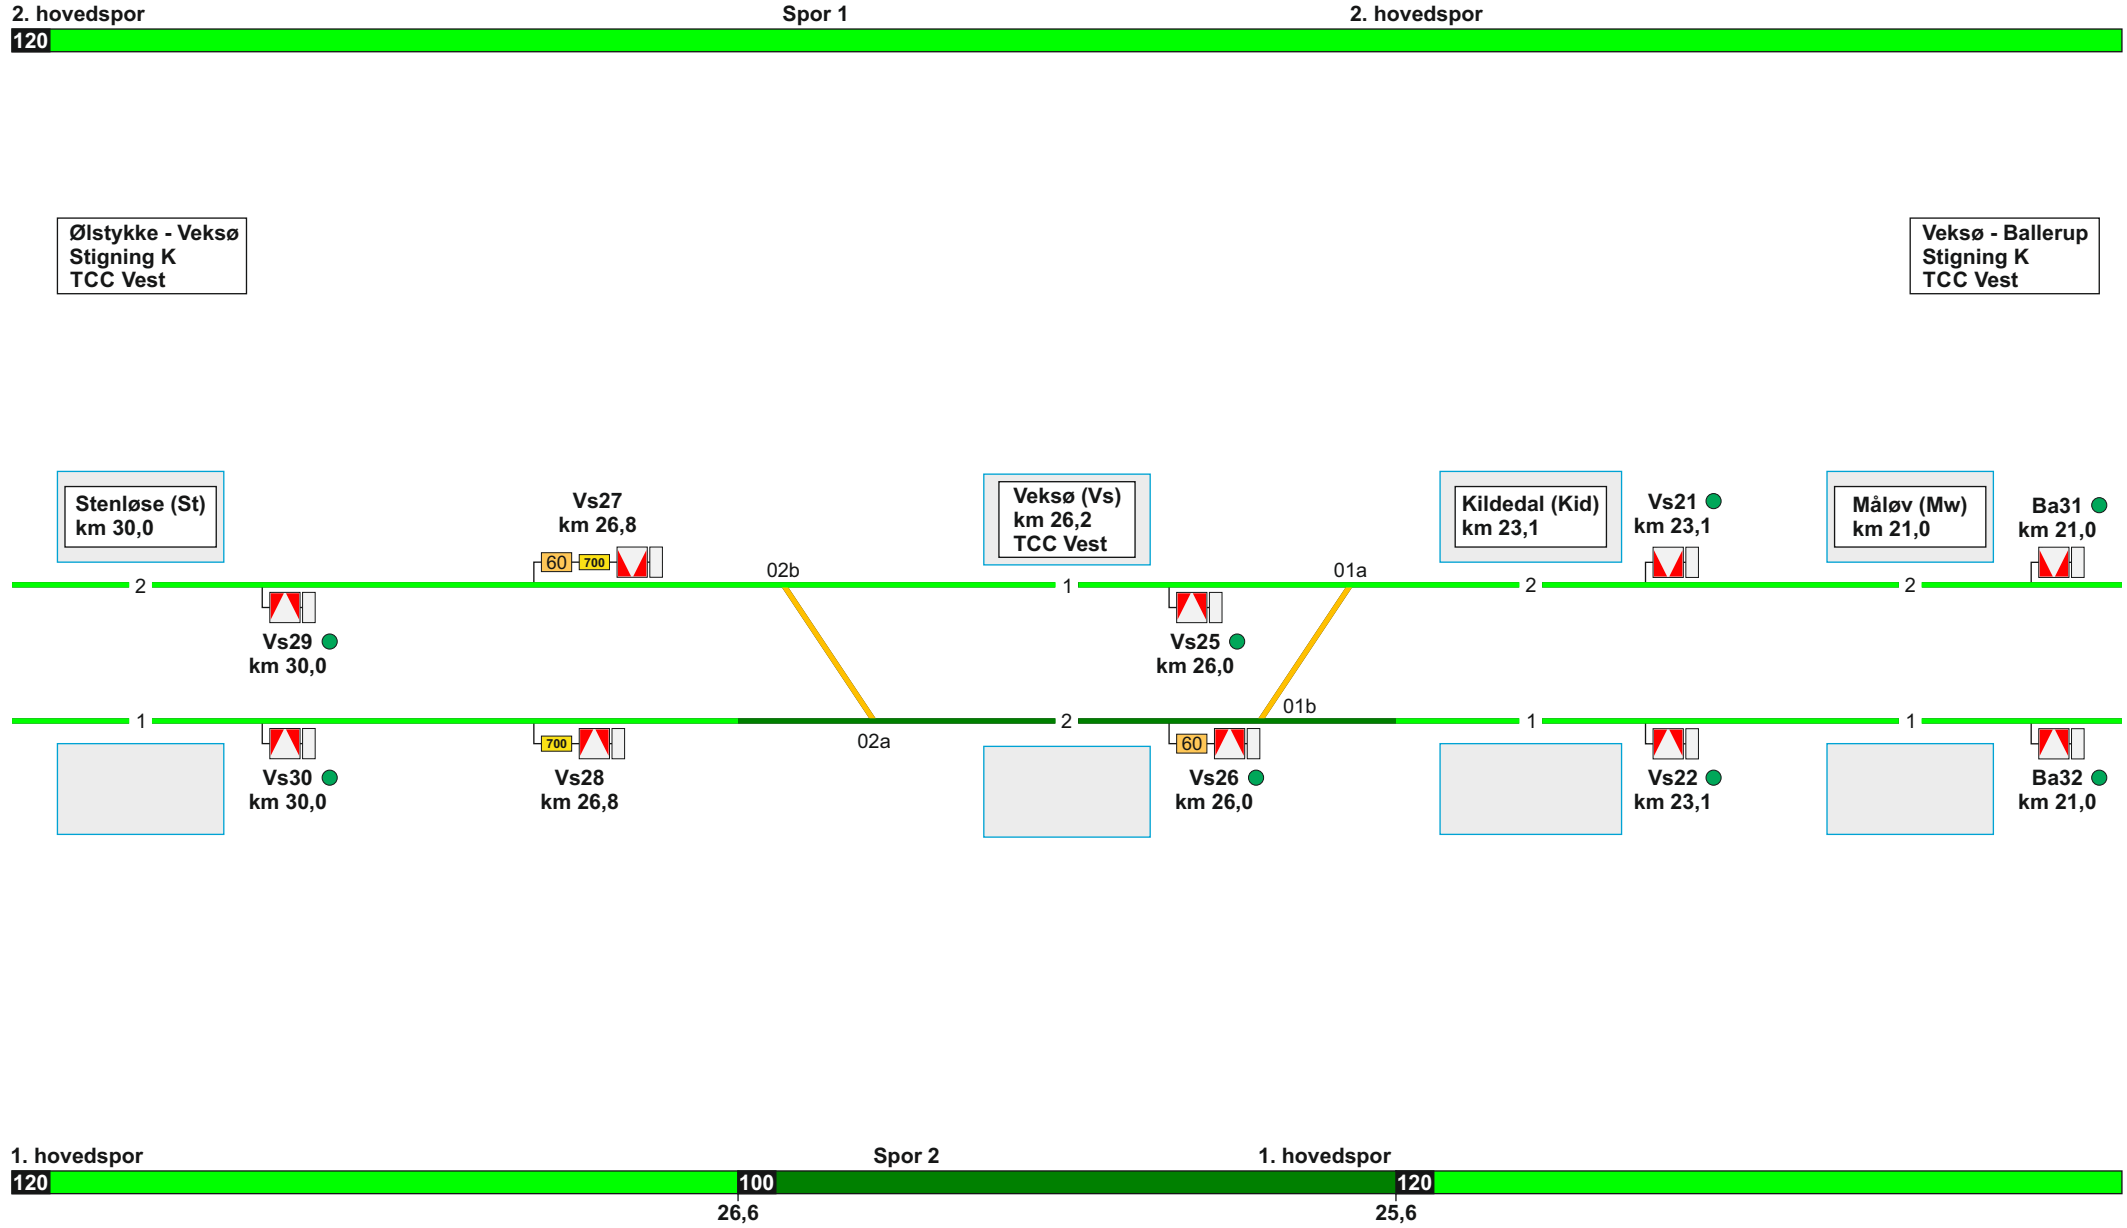 2. hovedspor Spor 1 2. hovedspor
120
Ølstykke - Veksø
Stigning K
TCC Vest
Veksø - Ballerup
Stigning K
TCC Vest
Stenløse (St)
km 30,0
Vs27
km 26,8
60 700
Veksø (Vs)
km 26,2
TCC Vest
Kildedal (Kid)
km 23,1
Vs21
km 23,1
Måløv (Mw)
km 21,0
Ba31
km 21,0
02b 01a
2 1 2 2
Vs29
km 30,0
Vs25
km 26,0
01b
1 2 1 1
02a
700
60
Vs30
km 30,0
Vs28
km 26,8
Vs26
km 26,0
Vs22
km 23,1
Ba32
km 21,0
1. hovedspor Spor 2 1. hovedspor
120 100 120
26,6 25,6